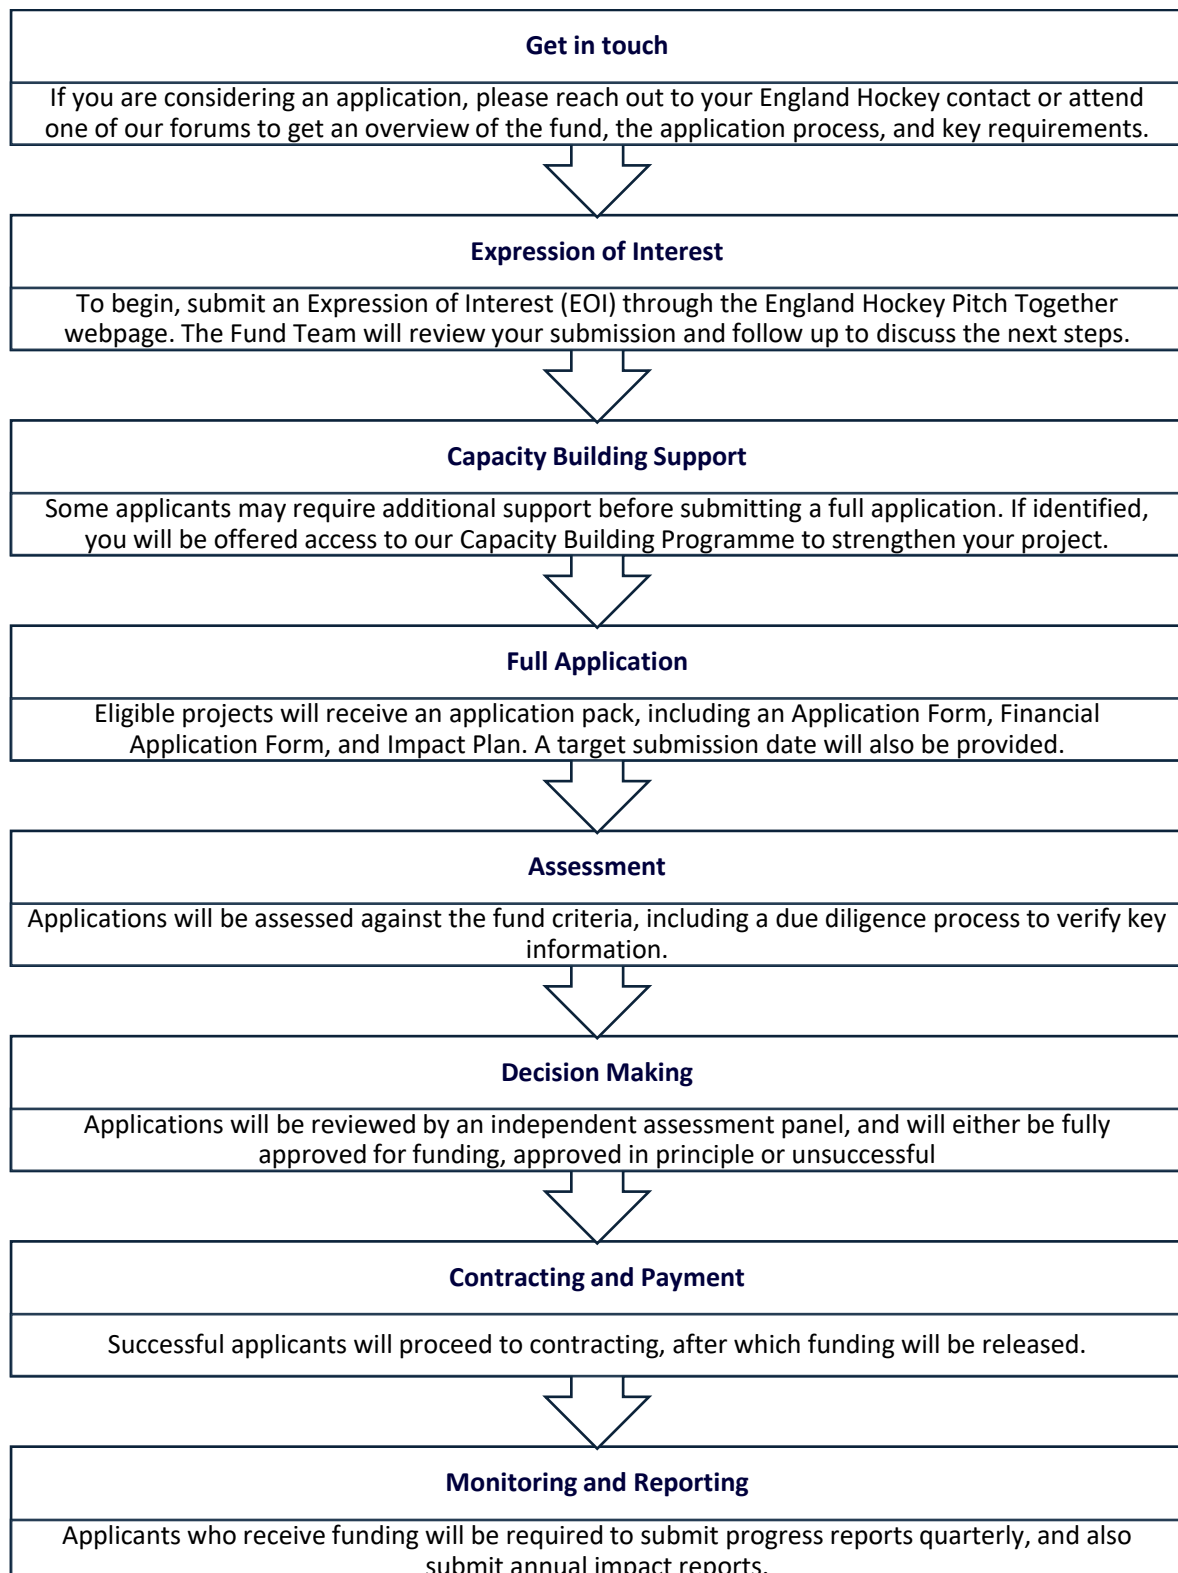 Get in touch
If you are considering an application, please reach out to your England Hockey contact or attend
one of our forums to get an overview of the fund, the application process, and key requirements.
Expression of Interest
To begin, submit an Expression of Interest (EOI) through the England Hockey Pitch Together
webpage. The Fund Team will review your submission and follow up to discuss the next steps.
Capacity Building Support
Some applicants may require additional support before submitting a full application. If identified,
you will be offered access to our Capacity Building Programme to strengthen your project.
Full Application
Eligible projects will receive an application pack, including an Application Form, Financial
Application Form, and Impact Plan. A target submission date will also be provided.
Assessment
Applications will be assessed against the fund criteria, including a due diligence process to verify key
information.
Decision Making
Applications will be reviewed by an independent assessment panel, and will either be fully
approved for funding, approved in principle or unsuccessful
Contracting and Payment
Successful applicants will proceed to contracting, after which funding will be released.
Monitoring and Reporting
Applicants who receive funding will be required to submit progress reports quarterly, and also
submit annual impact reports.